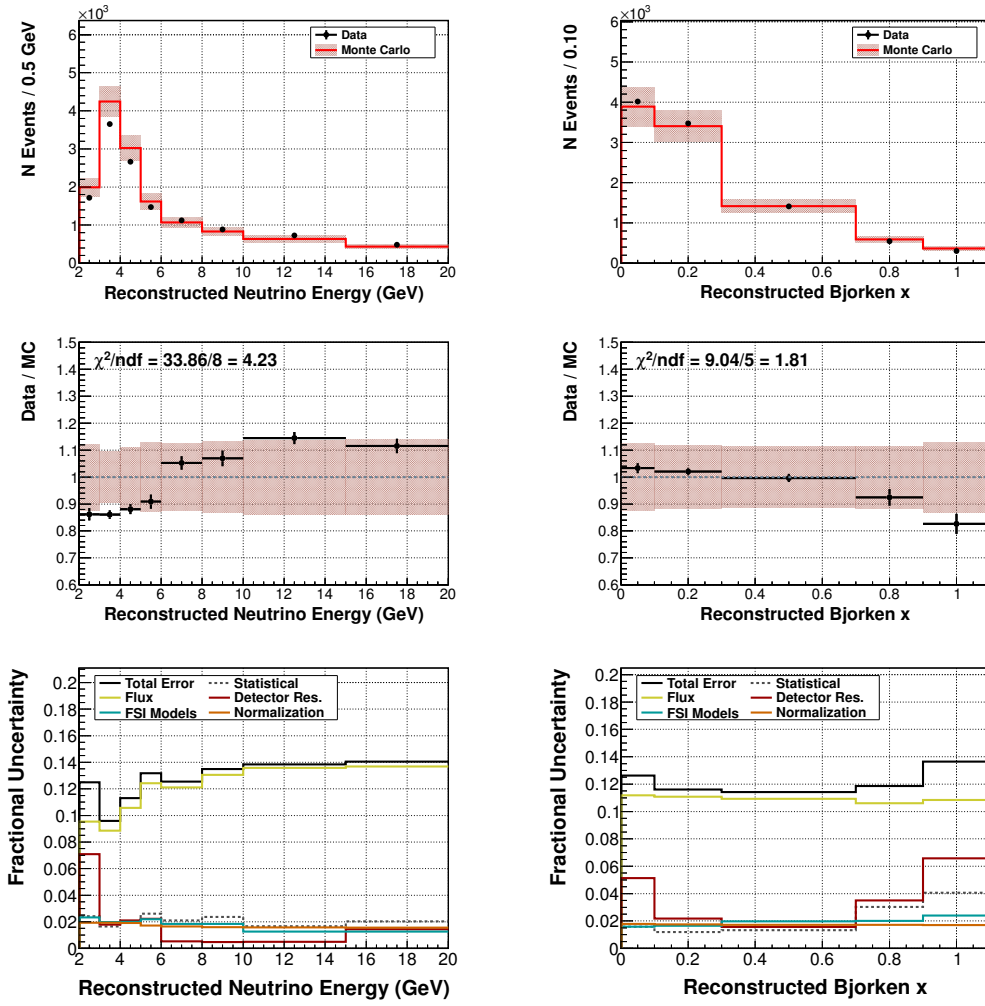 ×10³
N Events / 0.5 GeV
6
5
4
3
2
1
0
Data
Monte Carlo
2 4 6 8 10 12 14 16 18 20
Reconstructed Neutrino Energy (GeV)
×10³
N Events / 0.10
6
5
4
3
2
1
0
Data
Monte Carlo
0 0.2 0.4 0.6 0.8 1
Reconstructed Bjorken x
Data / MC
1.5
1.4
1.3
1.2
1.1
1
0.9
0.8
0.7
0.6
χ²/ndf = 33.86/8 = 4.23
2 4 6 8 10 12 14 16 18 20
Reconstructed Neutrino Energy (GeV)
Data / MC
1.5
1.4
1.3
1.2
1.1
1
0.9
0.8
0.7
0.6
χ²/ndf = 9.04/5 = 1.81
0 0.2 0.4 0.6 0.8 1
Reconstructed Bjorken x
Fractional Uncertainty
0.2
0.18
0.16
0.14
0.12
0.1
0.08
0.06
0.04
0.02
0
Total Error Statistical
Flux Detector Res.
FSI Models Normalization
2 4 6 8 10 12 14 16 18 20
Reconstructed Neutrino Energy (GeV)
Fractional Uncertainty
0.2
0.18
0.16
0.14
0.12
0.1
0.08
0.06
0.04
0.02
0
Total Error Statistical
Flux Detector Res.
FSI Models Normalization
0 0.2 0.4 0.6 0.8 1
Reconstructed Bjorken x